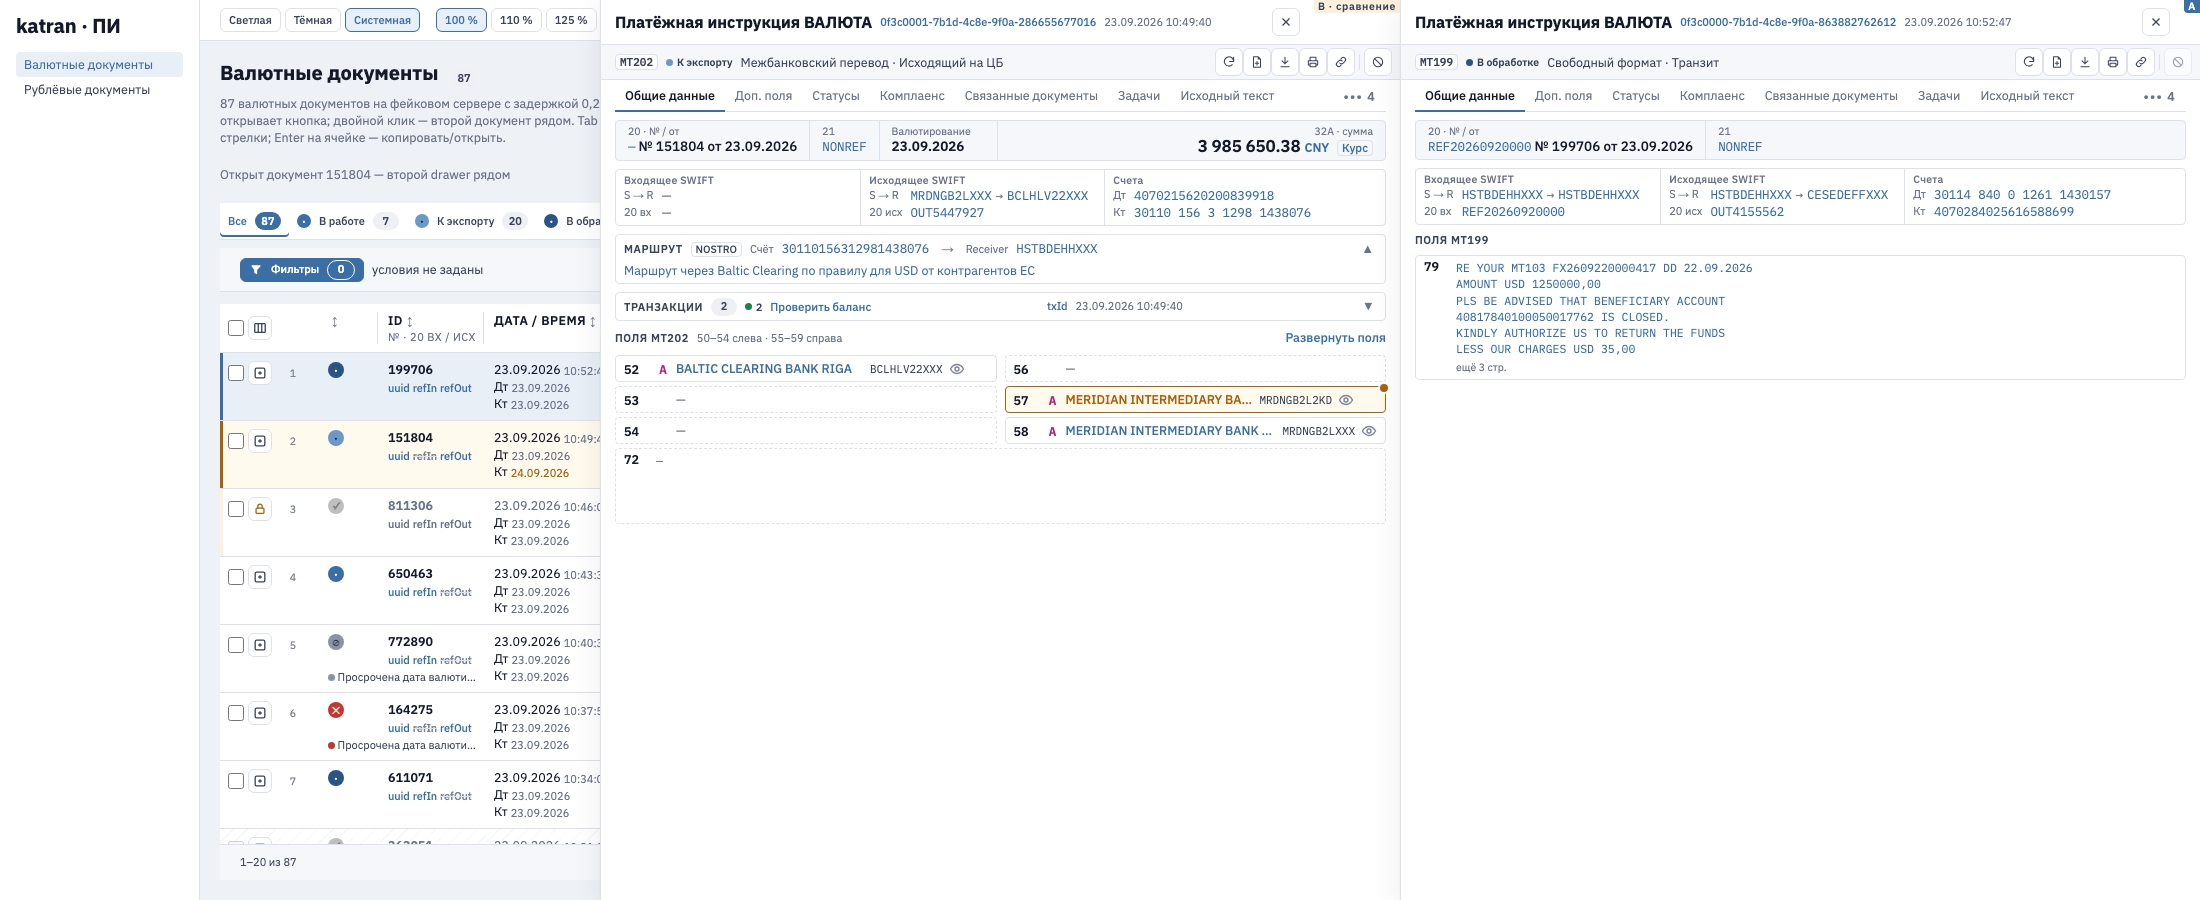 katran · ПИ
Валютные документы
Рублёвые документы
Светлая Тёмная Системная 100 % 110 % 125 %
Валютные документы 87
87 валютных документов на фейковом сервере с задержкой 0,2
открывает кнопка; двойной клик — второй документ рядом. Tab
стрелки; Enter на ячейке — копировать/открыть.
Открыт документ 151804 — второй drawer рядом
Все 87 В работе 7 К экспорту 20 В обра
Фильтры 0 условия не заданы
ID ДАТА / ВРЕМЯ
№ · 20 ВХ / ИСХ
1 199706 23.09.2026 10:52:4
uuid refIn refOut Дт 23.09.2026
Кт 23.09.2026
2 151804 23.09.2026 10:49:4
uuid refIn refOut Дт 23.09.2026
Кт 24.09.2026
3 811306 23.09.2026 10:46:0
uuid refIn refOut Дт 23.09.2026
Кт 23.09.2026
4 650463 23.09.2026 10:43:3
uuid refIn refOut Дт 23.09.2026
Кт 23.09.2026
5 772890 23.09.2026 10:40:3
uuid refIn refOut Дт 23.09.2026
Просрочена дата валюти... Кт 23.09.2026
6 164275 23.09.2026 10:37:5
uuid refIn refOut Дт 23.09.2026
Просрочена дата валюти... Кт 23.09.2026
7 611071 23.09.2026 10:34:0
uuid refIn refOut Дт 23.09.2026
Кт 23.09.2026
1–20 из 87
B · сравнение
Платёжная инструкция ВАЛЮТА 0f3c0001-7b1d-4c8e-9f0a-286655677016 23.09.2026 10:49:40
MT202 К экспорту Межбанковский перевод · Исходящий на ЦБ
Общие данные Доп. поля Статусы Комплаенс Связанные документы Задачи Исходный текст ••• 4
20 · № / от 21 Валютирование 32A · сумма
— № 151804 от 23.09.2026 NONREF 23.09.2026 3 985 650.38 CNY Курс
Входящее SWIFT Исходящее SWIFT Счета
S → R — S → R MRDNGB2LXXX → BCLHLV22XXX Дт 4070215620200839918
20 вх — 20 исх OUT5447927 Кт 30110 156 3 1298 1438076
МАРШРУТ NOSTRO Счёт 30110156312981438076 → Receiver HSTBDEHHXXX ▲
Маршрут через Baltic Clearing по правилу для USD от контрагентов ЕС
ТРАНЗАКЦИИ 2 2 Проверить баланс txId 23.09.2026 10:49:40 ▼
ПОЛЯ MT202 50–54 слева · 55–59 справа Развернуть поля
52 A BALTIC CLEARING BANK RIGA BCLHLV22XXX 56 —
53 — 57 A MERIDIAN INTERMEDIARY BA... MRDNGB2L2KD
54 — 58 A MERIDIAN INTERMEDIARY BANK ... MRDNGB2LXXX
72 —
A
Платёжная инструкция ВАЛЮТА 0f3c0000-7b1d-4c8e-9f0a-863882762612 23.09.2026 10:52:47
MT199 В обработке Свободный формат · Транзит
Общие данные Доп. поля Статусы Комплаенс Связанные документы Задачи Исходный текст ••• 4
20 · № / от 21
REF20260920000 № 199706 от 23.09.2026 NONREF
Входящее SWIFT Исходящее SWIFT Счета
S → R HSTBDEHHXXX → HSTBDEHHXXX S → R HSTBDEHHXXX → CESEDEFFXXX Дт 30114 840 0 1261 1430157
20 вх REF20260920000 20 исх OUT4155562 Кт 4070284025616588699
ПОЛЯ MT199
79 RE YOUR MT103 FX2609220000417 DD 22.09.2026
AMOUNT USD 1250000,00
PLS BE ADVISED THAT BENEFICIARY ACCOUNT
40817840100050017762 IS CLOSED.
KINDLY AUTHORIZE US TO RETURN THE FUNDS
LESS OUR CHARGES USD 35,00
ещё 3 стр.